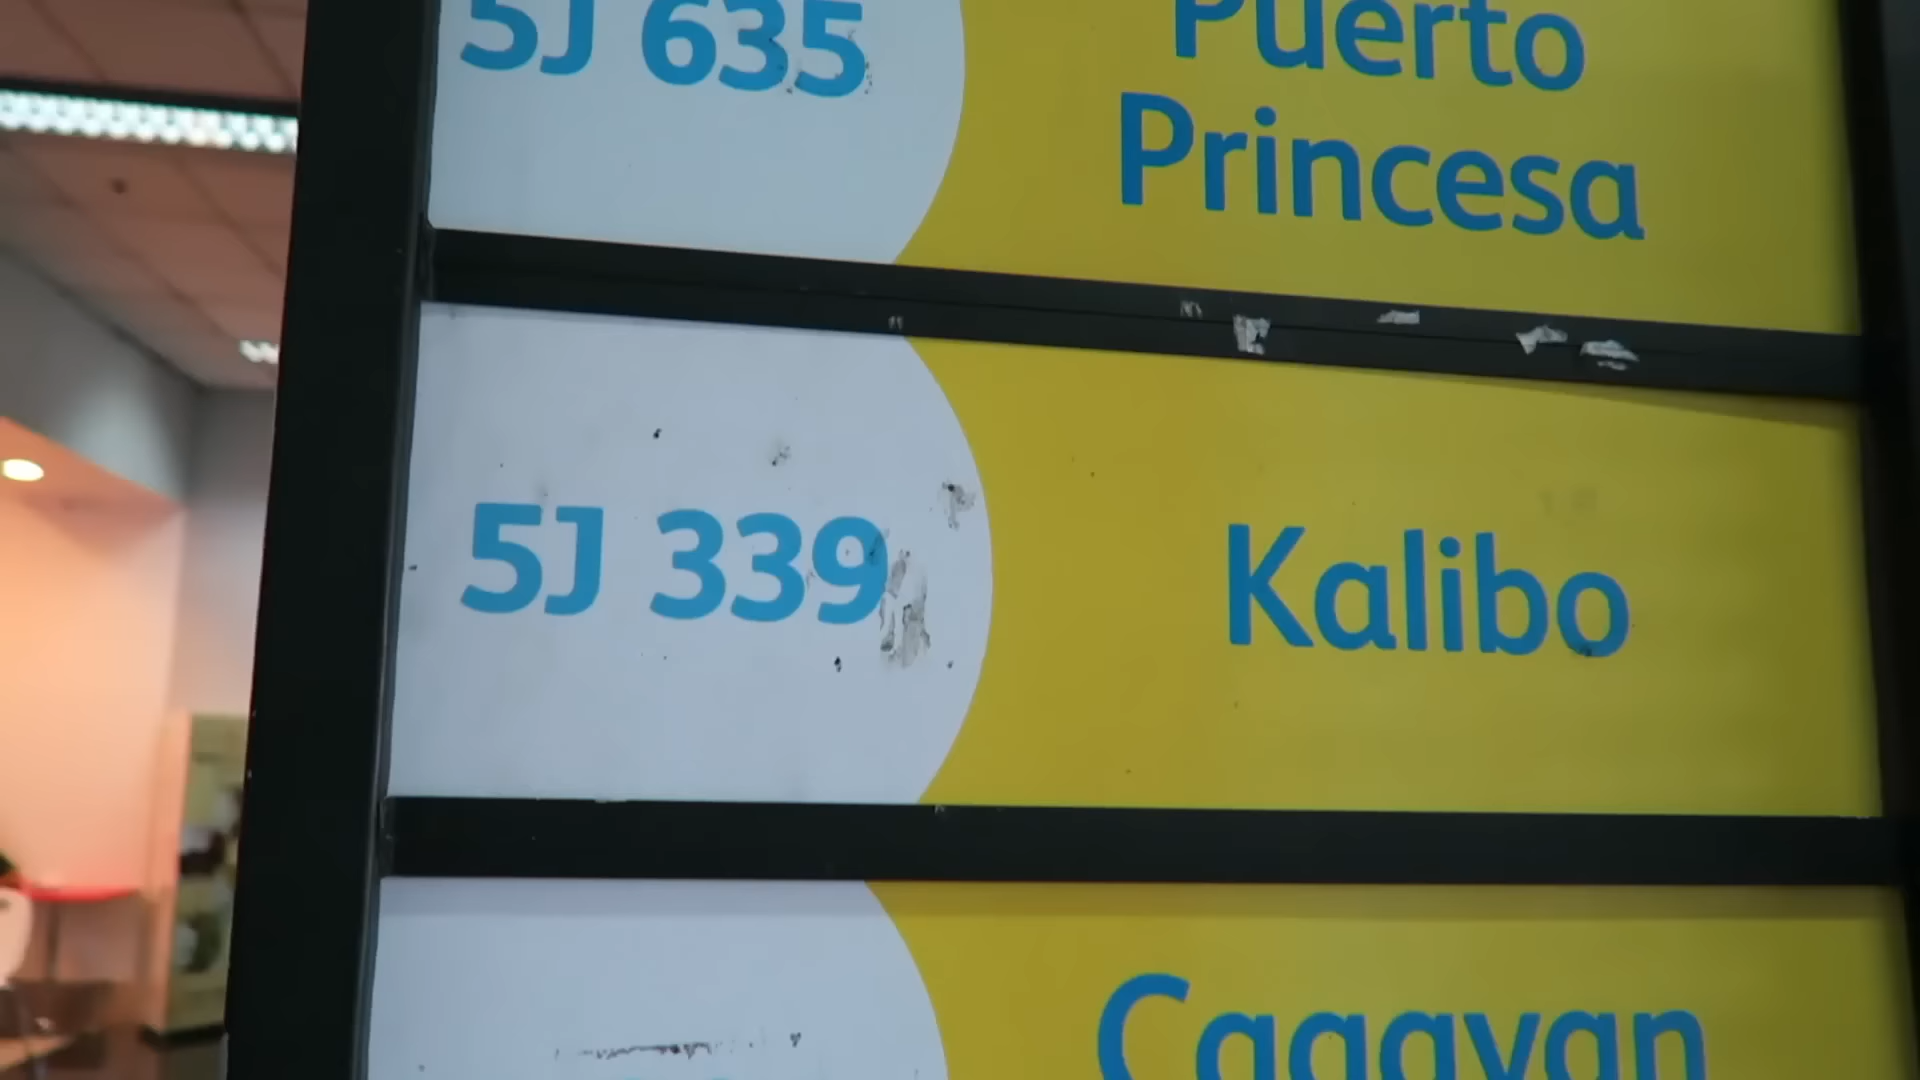 5J 635
Puerto
Princesa
5J 339
Kalibo
Cagayan